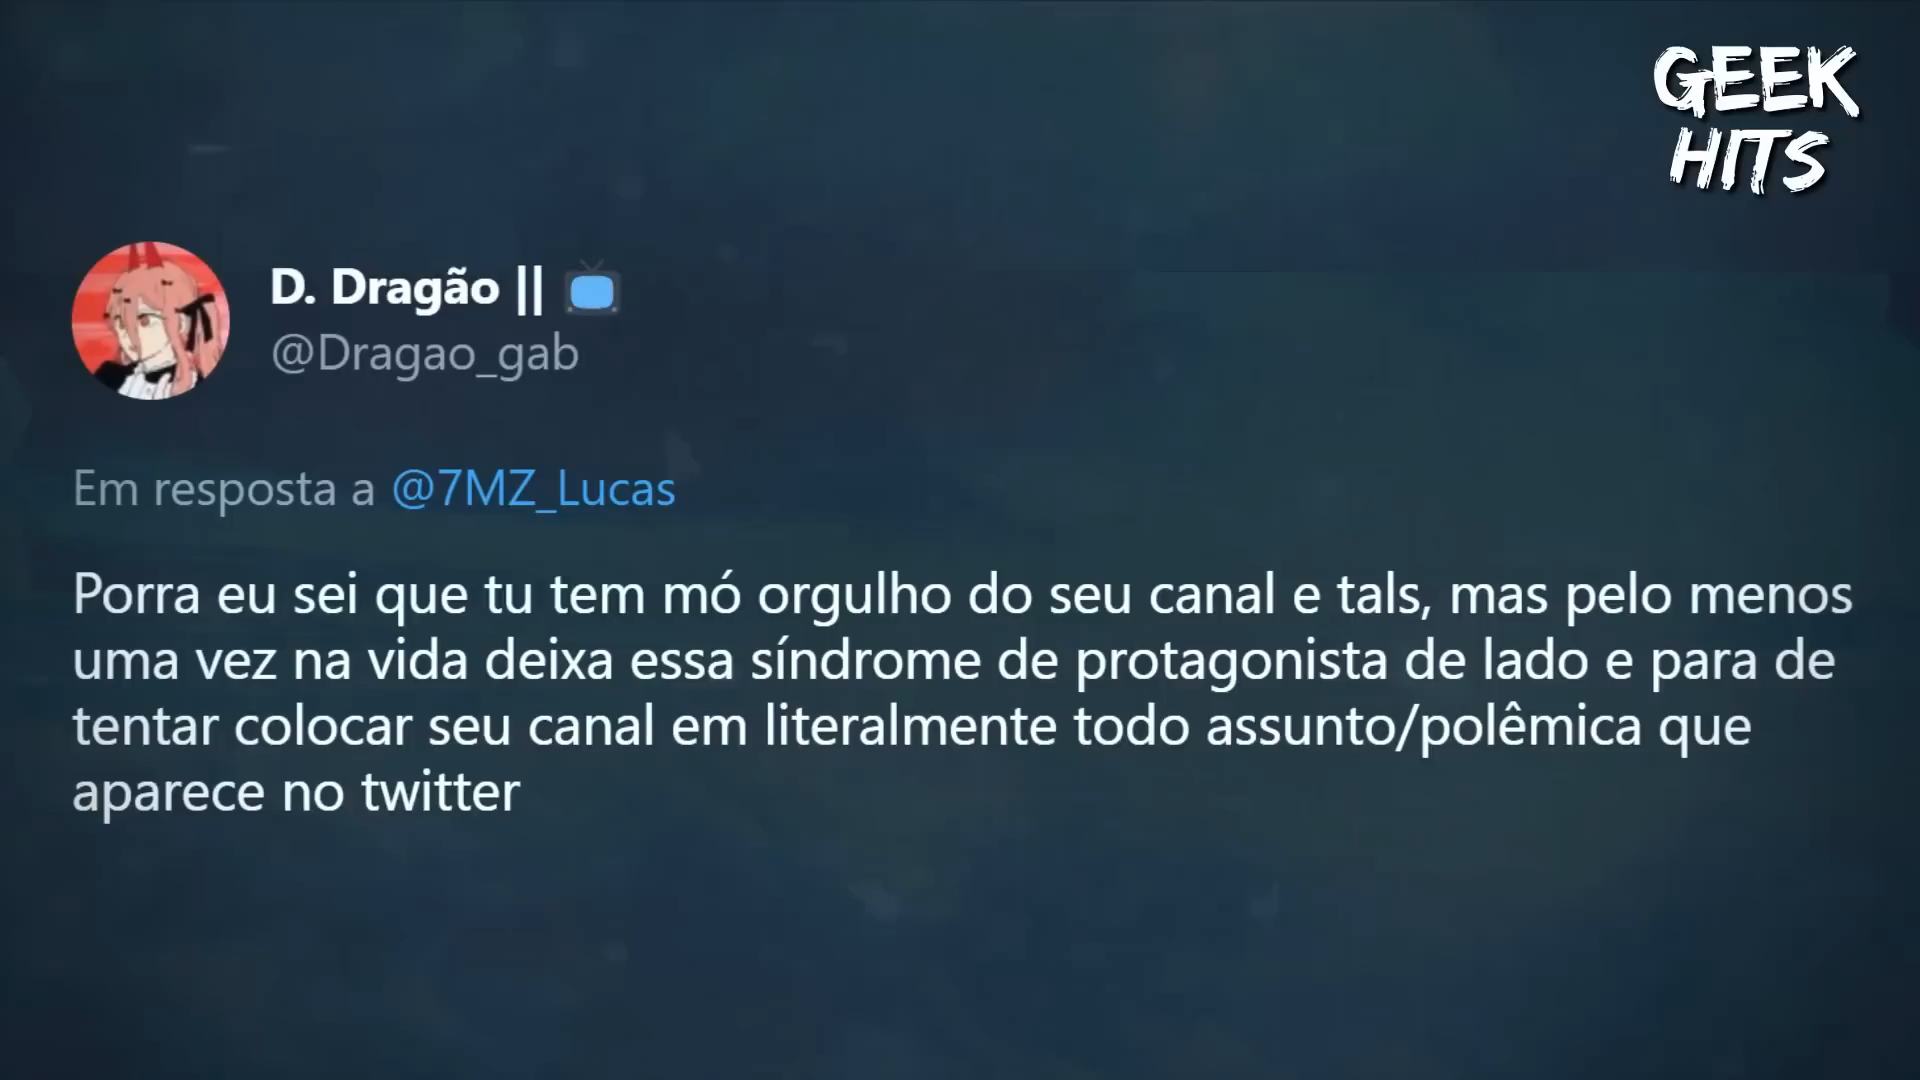 GEEK
HITS
D. Dragão ||
@Dragao_gab
Em resposta a @7MZ_Lucas
Porra eu sei que tu tem mó orgulho do seu canal e tals, mas pelo menos
uma vez na vida deixa essa síndrome de protagonista de lado e para de
tentar colocar seu canal em literalmente todo assunto/polêmica que
aparece no twitter